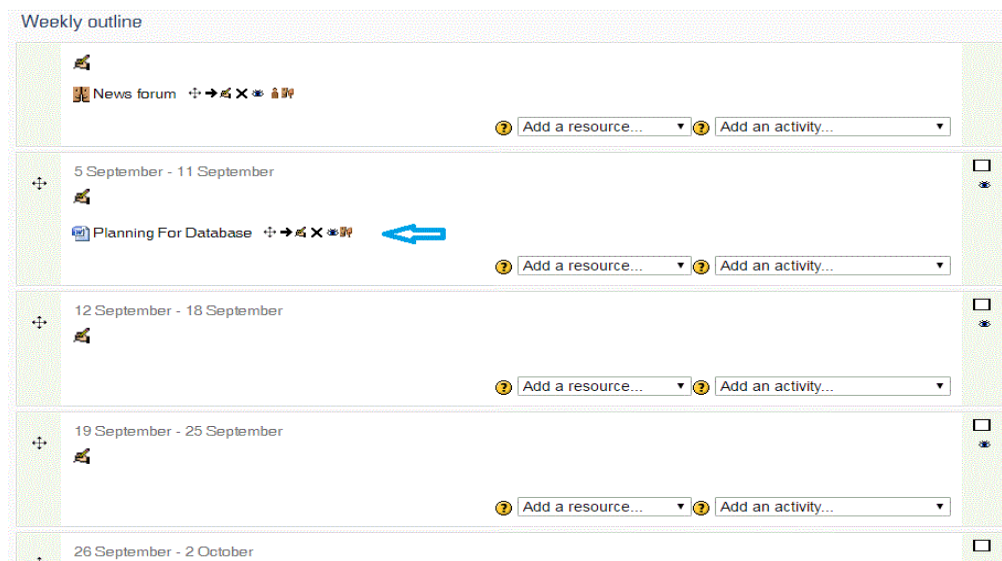 Weekly outline
News forum
? Add a resource... ? Add an activity...
5 September - 11 September
Planning For Database
? Add a resource... ? Add an activity...
12 September - 18 September
? Add a resource... ? Add an activity...
19 September - 25 September
? Add a resource... ? Add an activity...
26 September - 2 October